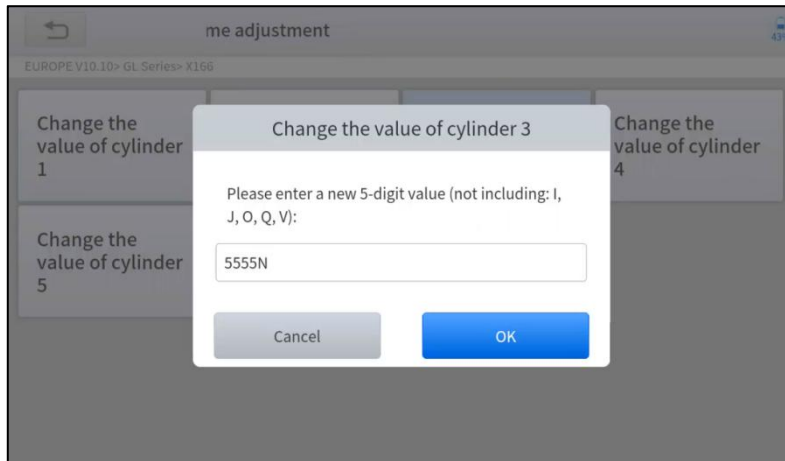 me adjustment
43%
EUROPE V10.10> GL Series> X166
Change the
value of cylinder
1
Change the
value of cylinder
4
Change the
value of cylinder
5
Change the value of cylinder 3
Please enter a new 5-digit value (not including: I,
J, O, Q, V):
5555N
Cancel
OK